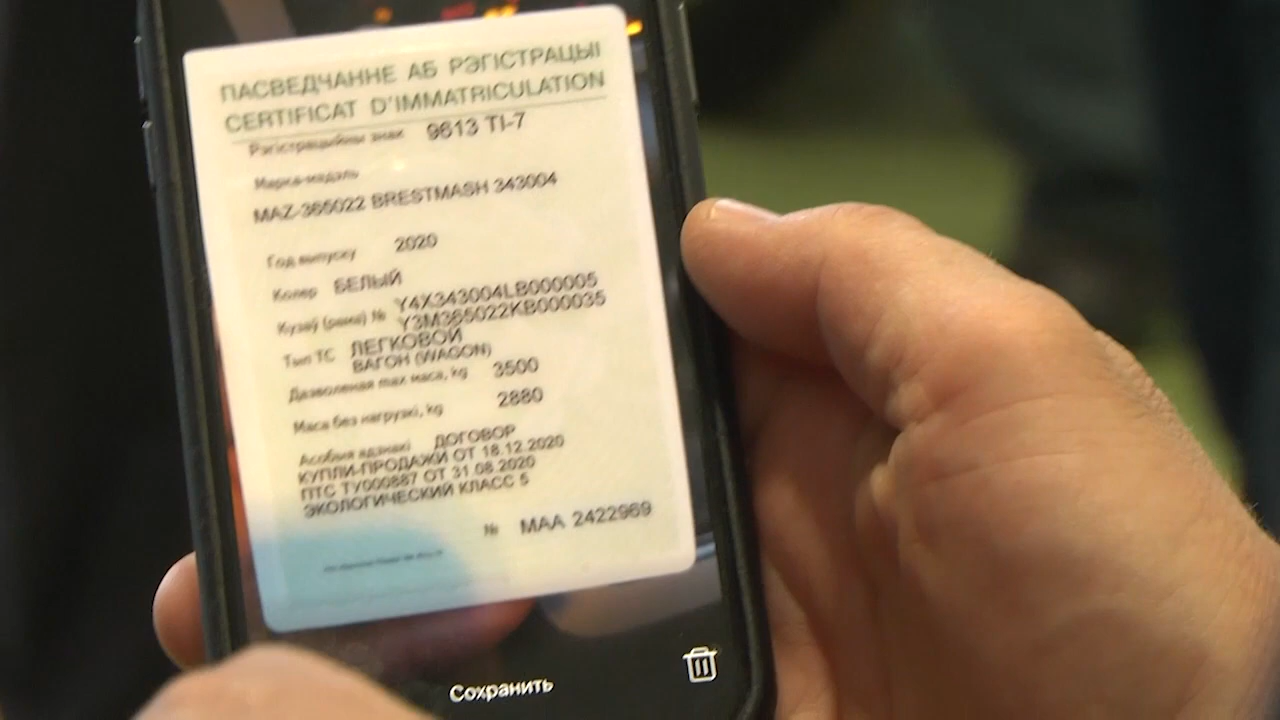 ПАСВЕДЧАННЕ АБ РЭГІСТРАЦЫІ
CERTIFICAT D'IMMATRICULATION
Рэгістрацыйны знак 9613 TI-7
Марка-мадэль
MAZ-365022 BRESTMASH 343004
Год выпуску 2020
Колер БЕЛЫЙ
Кузаў (рама) № Y4X343004LB000005
Y3M365022KB000035
Тып ТС ЛЕГКОВОЙ
ВАГОН (WAGON)
Дазволеная max маса, kg 3500
Маса без нагрузкі, kg 2880
Асобыя адзнакі ДОГОВОР
КУПЛИ-ПРОДАЖИ ОТ 18.12.2020
ПТС ТУ000887 ОТ 31.08.2020
ЭКОЛОГИЧЕСКИЙ КЛАСС 5
№ МАА 2422969
Сохранить